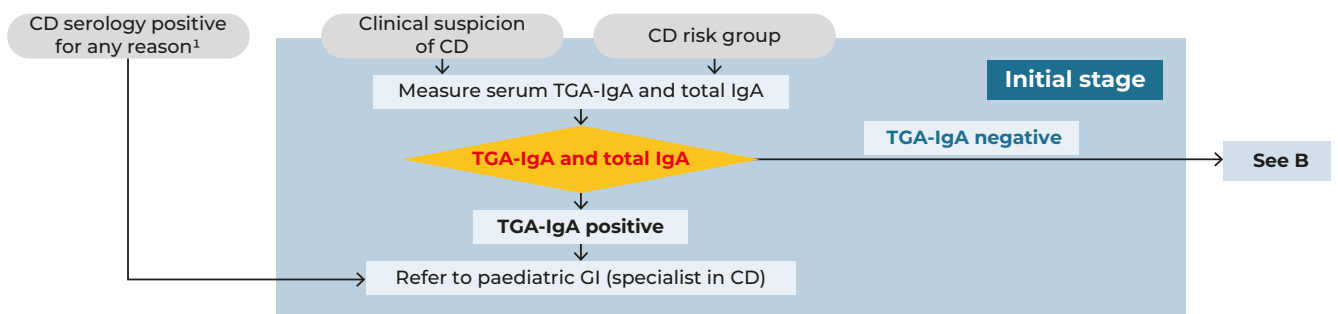 CD serology positive
for any reason¹
Clinical suspicion
of CD
CD risk group
Initial stage
Measure serum TGA-IgA and total IgA
TGA-IgA and total IgA
TGA-IgA negative
See B
TGA-IgA positive
Refer to paediatric GI (specialist in CD)